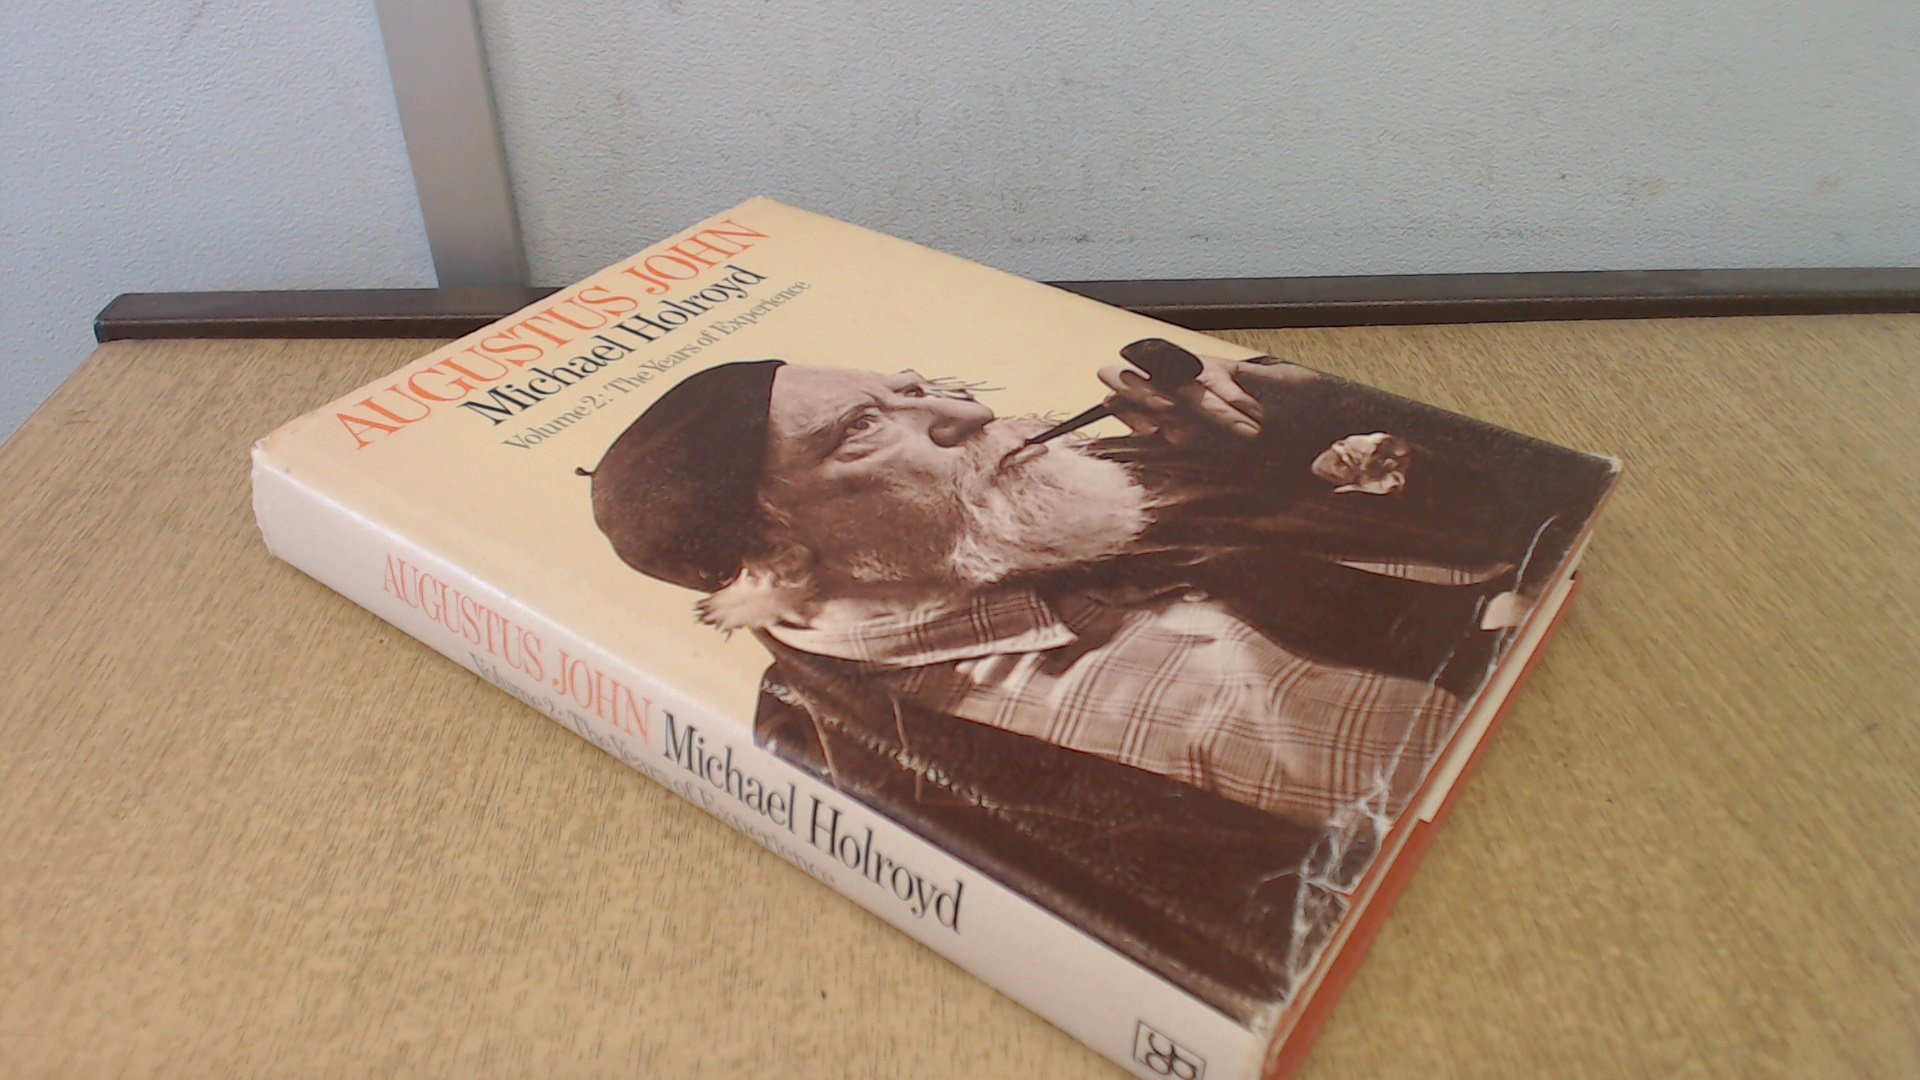 AUGUSTUS JOHN
Michael Holroyd
Volume 2: The Years of Experience
AUGUSTUS JOHN Michael Holroyd
Volume 2: The Years of Experience